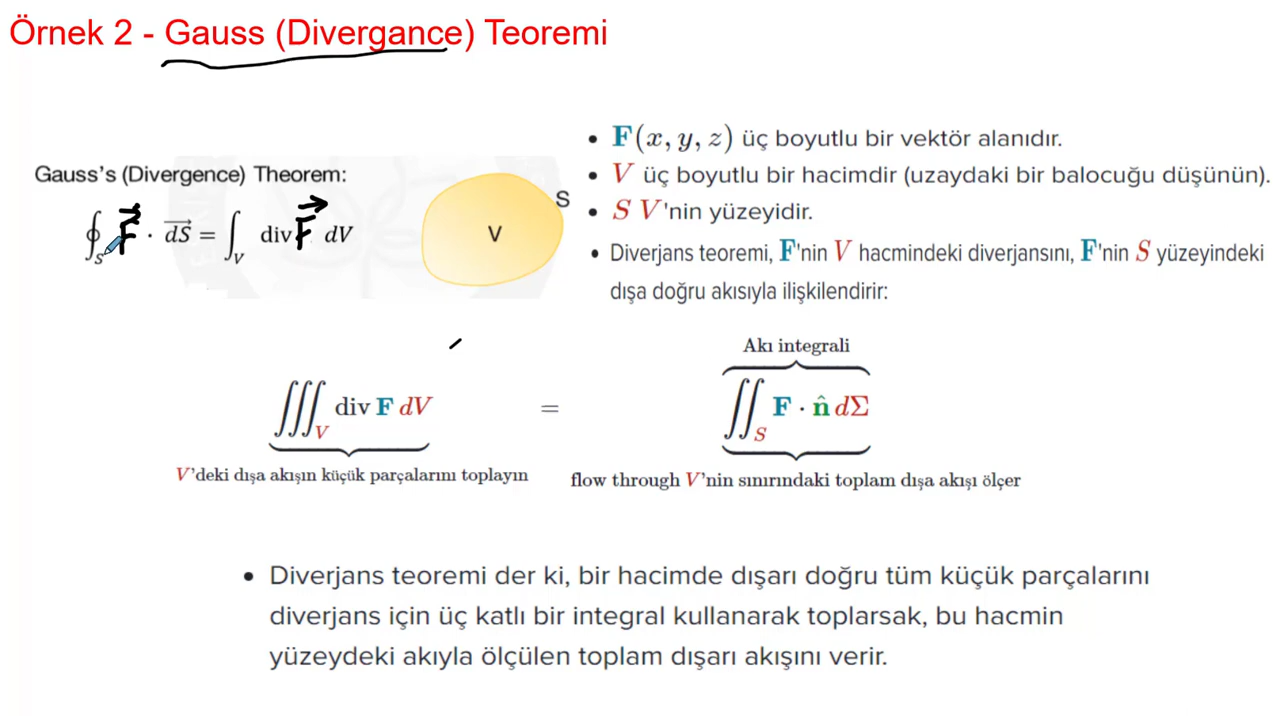 Örnek 2 - Gauss (Divergance) Teoremi
Gauss's (Divergence) Theorem:
∮_S F⃗ · dS⃗ = ∫_V div F⃗ dV
V
S
• F(x, y, z) üç boyutlu bir vektör alanıdır.
• V üç boyutlu bir hacimdir (uzaydaki bir balocuğu düşünün).
• S V'nin yüzeyidir.
• Diverjans teoremi, F'nin V hacmindeki diverjansını, F'nin S yüzeyindeki
dışa doğru akısıyla ilişkilendirir:
Akı integrali
∭_V div F dV = ∬_S F · n̂ dΣ
V'deki dışa akışın küçük parçalarını toplayın
flow through V'nin sınırındaki toplam dışa akışı ölçer
• Diverjans teoremi der ki, bir hacimde dışarı doğru tüm küçük parçalarını
diverjans için üç katlı bir integral kullanarak toplarsak, bu hacmin
yüzeydeki akıyla ölçülen toplam dışarı akışını verir.